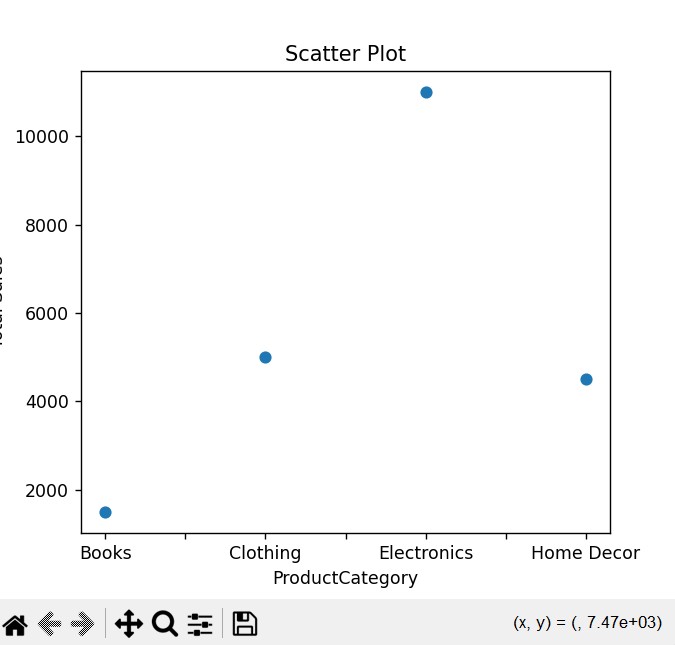 Scatter Plot
10000
8000
6000
4000
2000
Books Clothing Electronics Home Decor
ProductCategory
(x, y) = (, 7.47e+03)